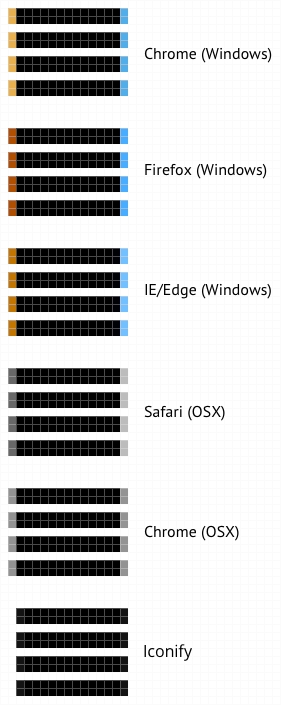 Chrome (Windows)
Firefox (Windows)
IE/Edge (Windows)
Safari (OSX)
Chrome (OSX)
Iconify